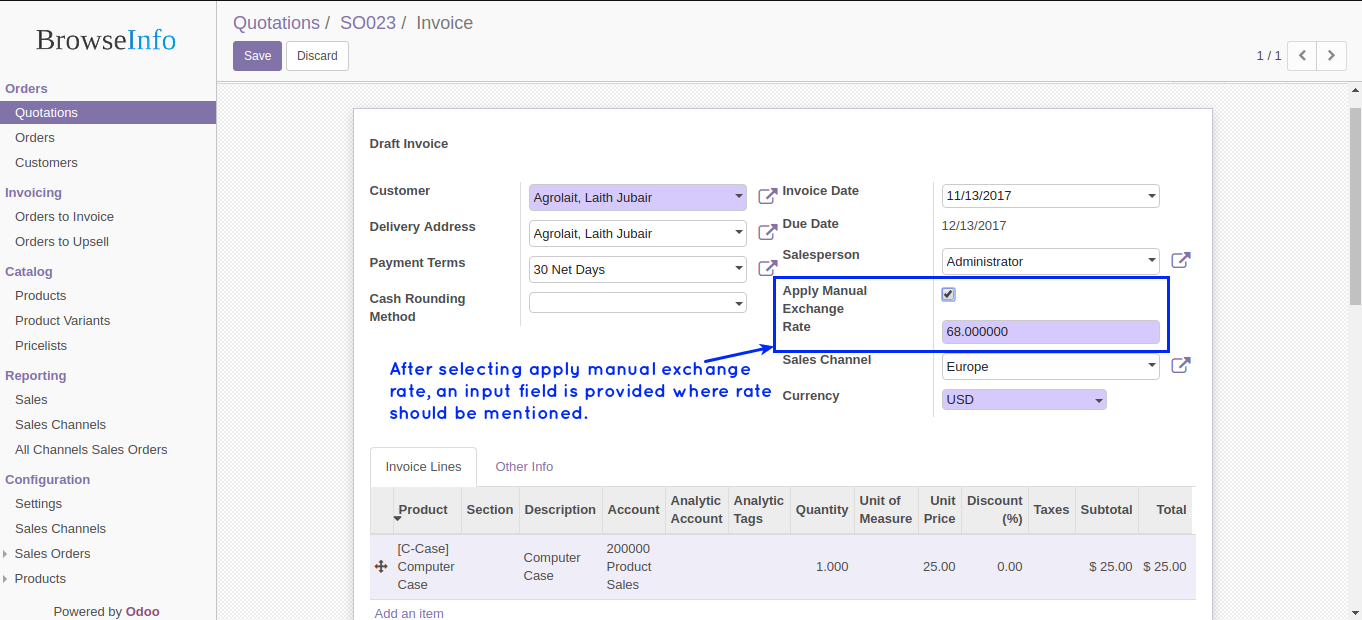 BrowseInfo
Orders
Quotations
Orders
Customers
Invoicing
Orders to Invoice
Orders to Upsell
Catalog
Products
Product Variants
Pricelists
Reporting
Sales
Sales Channels
All Channels Sales Orders
Configuration
Settings
Sales Channels
Sales Orders
Products
Powered by Odoo
Quotations / SO023 / Invoice
Save Discard
1 / 1
Draft Invoice
Customer
Agrolait, Laith Jubair
Delivery Address
Agrolait, Laith Jubair
Payment Terms
30 Net Days
Cash Rounding
Method
Invoice Date
11/13/2017
Due Date
12/13/2017
Salesperson
Administrator
Apply Manual
Exchange
Rate
68.000000
Sales Channel
Europe
Currency
USD
After selecting apply manual exchange
rate, an input field is provided where rate
should be mentioned.
Invoice Lines Other Info
Product Section Description Account Analytic Account Analytic Tags Quantity Unit of Measure Unit Price Discount (%) Taxes Subtotal Total
[C-Case]
Computer
Case
Computer
Case
200000
Product
Sales
1.000 25.00 0.00 $ 25.00 $ 25.00
Add an item